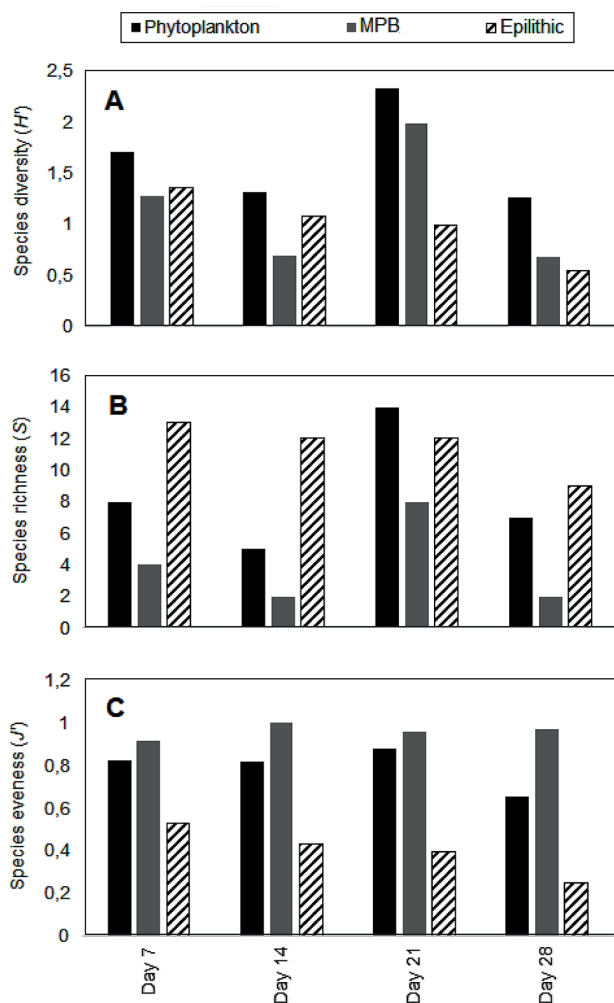 Phytoplankton MPB Epilithic
A
Species diversity (H')
2,5
2
1,5
1
0,5
0
B
Species richness (S)
16
14
12
10
8
6
4
2
0
C
Species eveness (J')
1,2
1
0,8
0,6
0,4
0,2
0
Day 7 Day 14 Day 21 Day 28